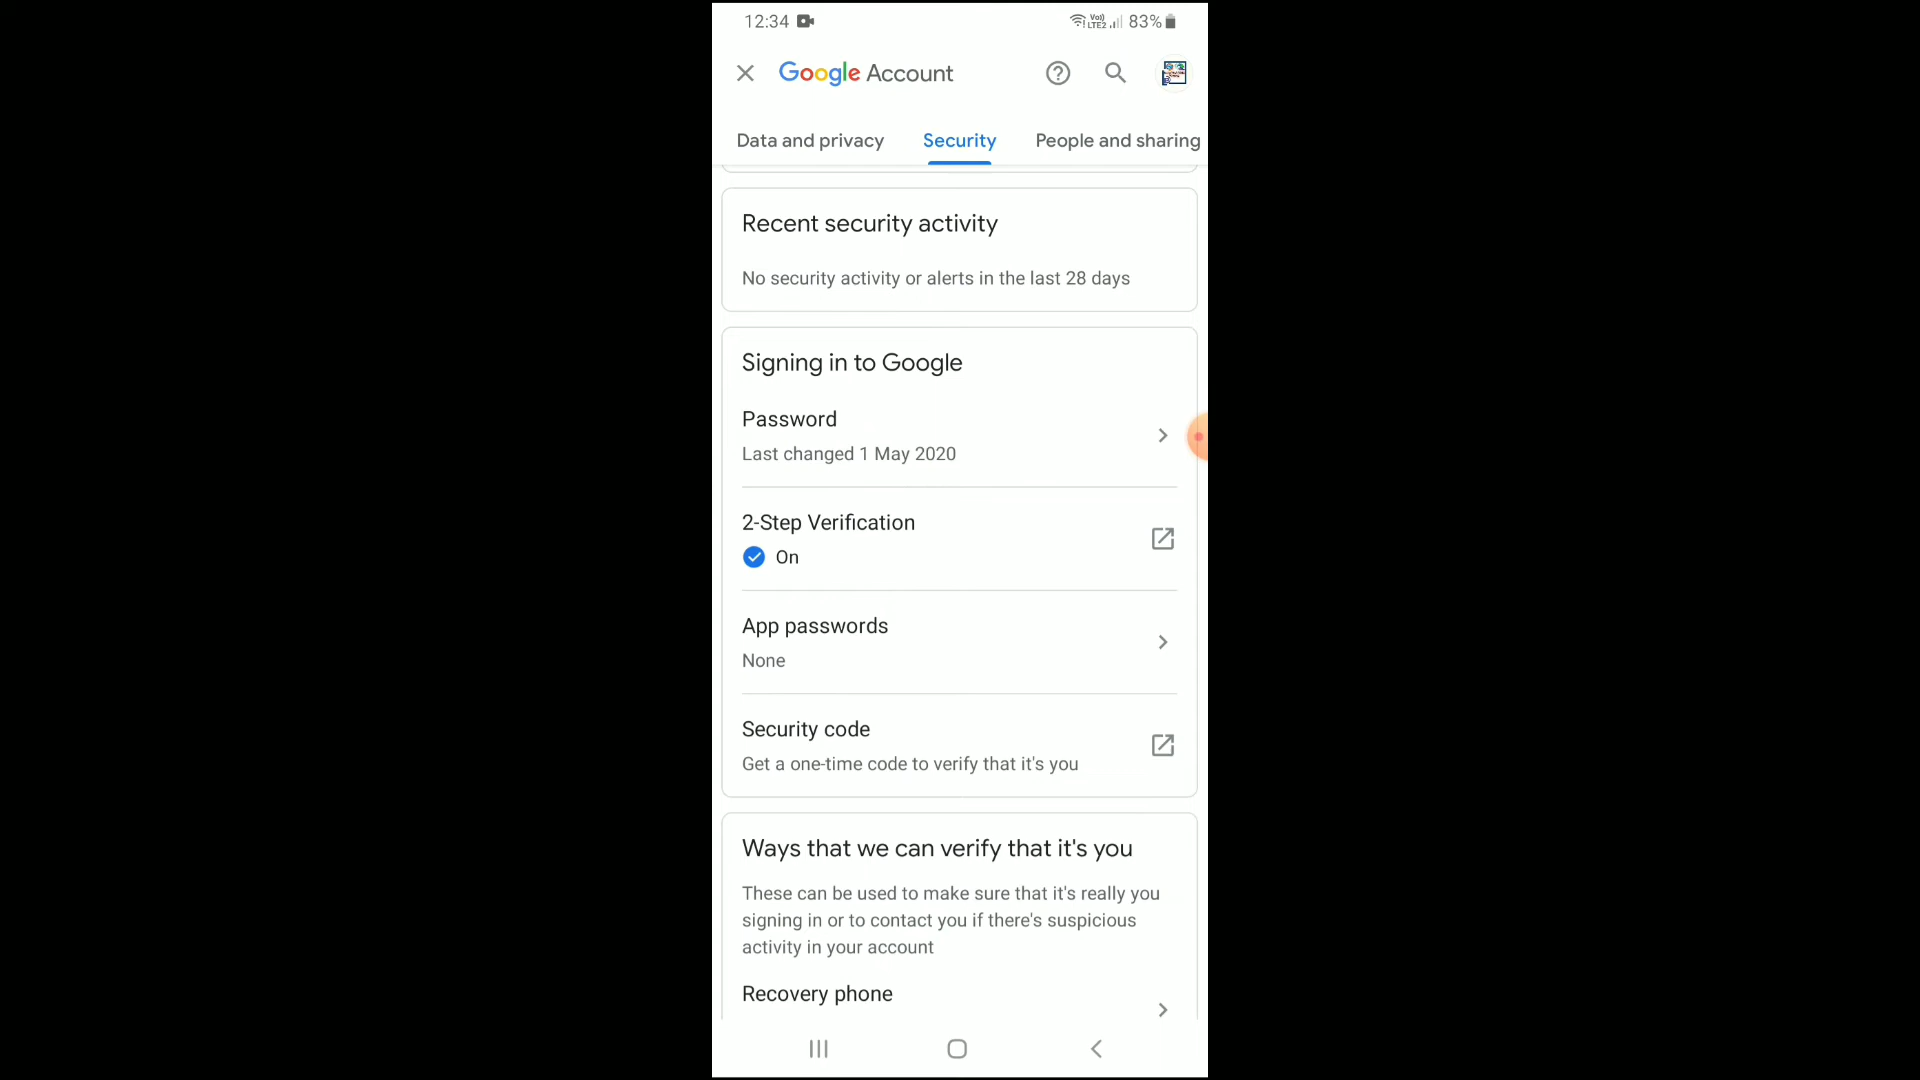 12:34
Vo)) LTE2 83%
Google Account
Data and privacy Security People and sharing
Recent security activity
No security activity or alerts in the last 28 days
Signing in to Google
Password
Last changed 1 May 2020
2-Step Verification
On
App passwords
None
Security code
Get a one-time code to verify that it's you
Ways that we can verify that it's you
These can be used to make sure that it's really you
signing in or to contact you if there's suspicious
activity in your account
Recovery phone